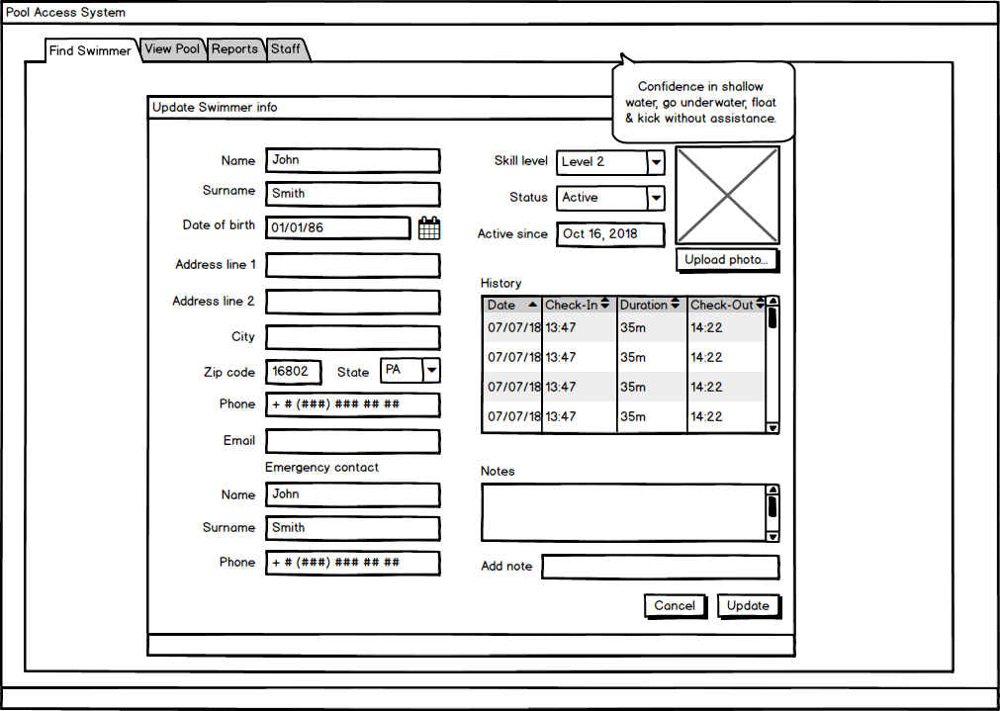 Pool Access System
Find Swimmer View Pool Reports Staff
Confidence in shallow
water, go underwater, float
& kick without assistance.
Update Swimmer info
Name John
Surname Smith
Date of birth 01/01/86
Address line 1
Address line 2
City
Zip code 16802 State PA
Phone + # (###) ### ## ##
Email
Emergency contact
Name John
Surname Smith
Phone + # (###) ### ## ##
Skill level Level 2
Status Active
Active since Oct 16, 2018
Upload photo...
History
Date Check-In Duration Check-Out
07/07/18 13:47 35m 14:22
07/07/18 13:47 35m 14:22
07/07/18 13:47 35m 14:22
07/07/18 13:47 35m 14:22
Notes
Add note
Cancel Update